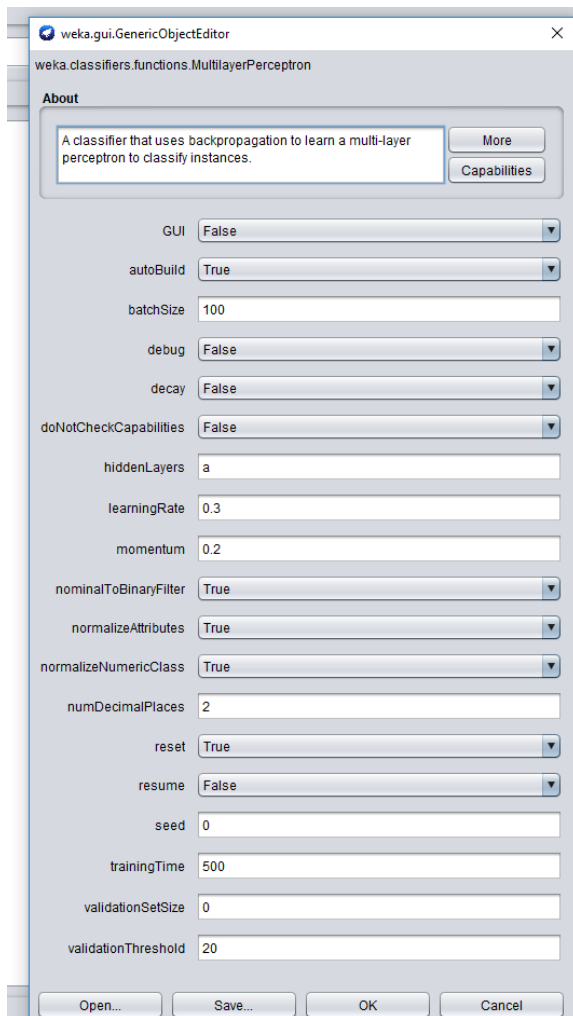 weka.gui.GenericObjectEditor
weka.classifiers.functions.MultilayerPerceptron
About
A classifier that uses backpropagation to learn a multi-layer
perceptron to classify instances.
More
Capabilities
GUI False
autoBuild True
batchSize 100
debug False
decay False
doNotCheckCapabilities False
hiddenLayers a
learningRate 0.3
momentum 0.2
nominalToBinaryFilter True
normalizeAttributes True
normalizeNumericClass True
numDecimalPlaces 2
reset True
resume False
seed 0
trainingTime 500
validationSetSize 0
validationThreshold 20
Open... Save... OK Cancel